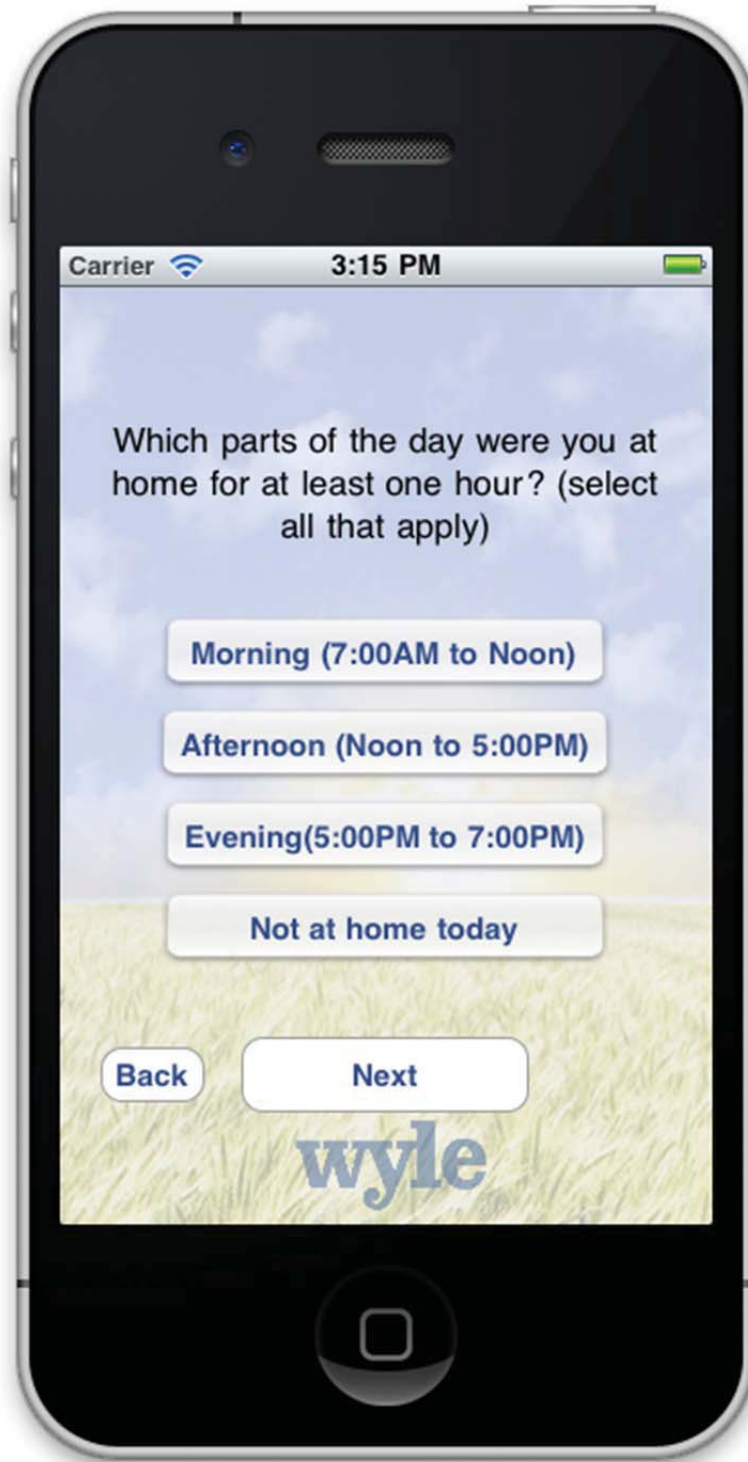 Carrier 3:15 PM
Which parts of the day were you at
home for at least one hour? (select
all that apply)
Morning (7:00AM to Noon)
Afternoon (Noon to 5:00PM)
Evening(5:00PM to 7:00PM)
Not at home today
Back Next
wyle